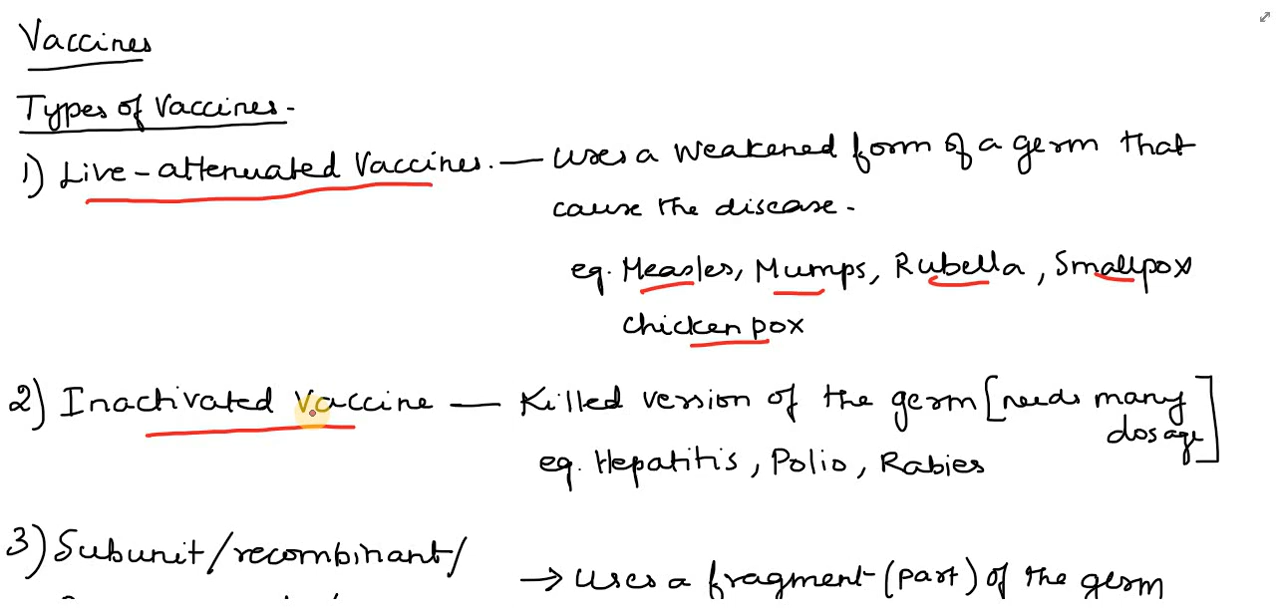 Vaccines
Types of Vaccines-
1) Live-attenuated Vaccines. — uses a weakened form of a germ that
cause the disease.
eg. Measles, Mumps, Rubella, Smallpox
Chicken pox
2) Inactivated Vaccine — Killed version of the germ [needs many
dosage]
eg. Hepatitis, Polio, Rabies
3) Subunit/recombinant/
→ uses a fragment (part) of the germ